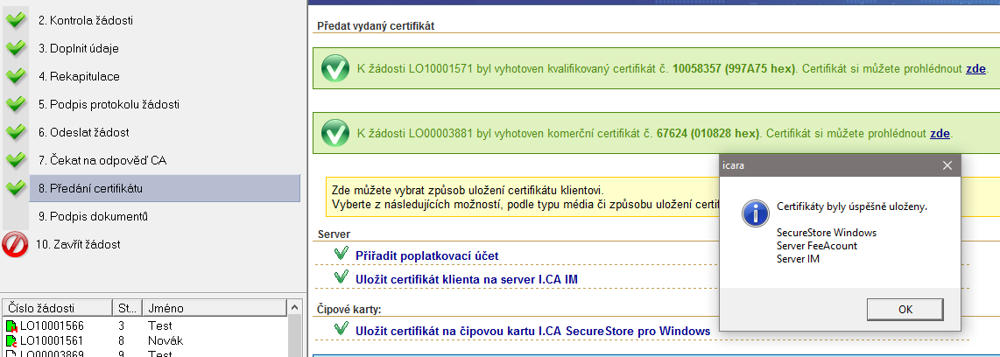 2. Kontrola žádosti
3. Doplnit údaje
4. Rekapitulace
5. Podpis protokolu žádosti
6. Odeslat žádost
7. Čekat na odpověď CA
8. Předání certifikátu
9. Podpis dokumentů
10. Zavřít žádost
Číslo žádosti St... Jméno
LO10001566 3 Test
LO10001561 8 Novák
LO00003869 9 Test
Předat vydaný certifikát
K žádosti LO10001571 byl vyhotoven kvalifikovaný certifikát č. 10058357 (997A75 hex). Certifikát si můžete prohlédnout zde.
K žádosti LO00003881 byl vyhotoven komerční certifikát č. 67624 (010828 hex). Certifikát si můžete prohlédnout zde.
Zde můžete vybrat způsob uložení certifikátu klientovi.
Vyberte z následujících možností, podle typu média či způsobu uložení certif
Server
Přiřadit poplatkovací účet
Uložit certifikát klienta na server I.CA IM
Čipové karty:
Uložit certifikát na čipovou kartu I.CA SecureStore pro Windows
icara
Certifikáty byly úspěšně uloženy.
SecureStore Windows
Server FeeAcount
Server IM
OK